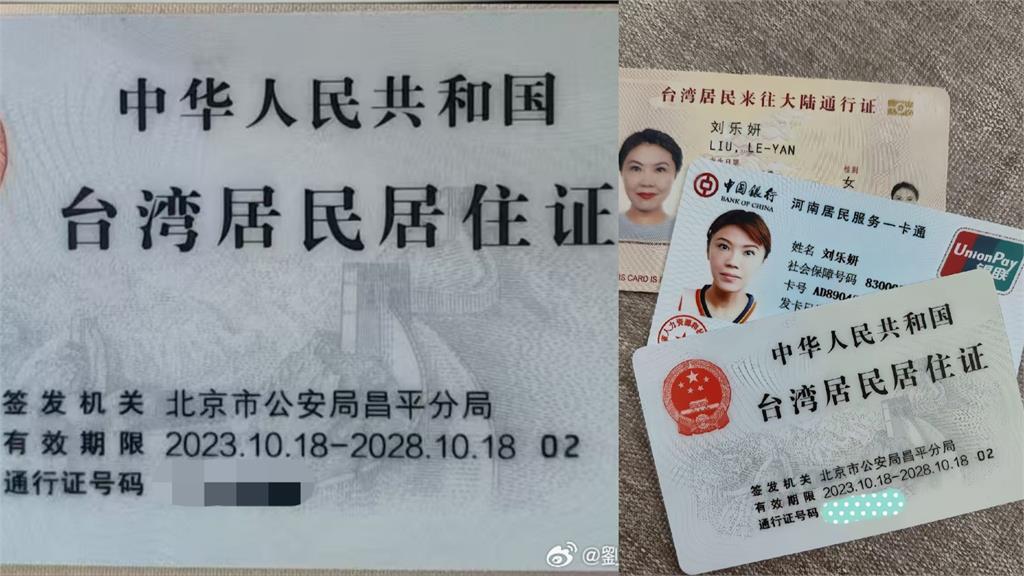 中华人民共和国
台湾居民居住证
签发机关 北京市公安局昌平分局
有效期限 2023.10.18-2028.10.18 02
通行证号码
@劉
台湾居民来往大陆通行证
刘乐妍
LIU, LE-YAN
性别
女
IS CARD IS
中国银行
BANK OF CHINA
河南居民服务一卡通
UnionPay
银联
姓名 刘乐妍
社会保障号码 83000
卡号 AD890
中华人民共和国
台湾居民居住证
签发机关 北京市公安局昌平分局
有效期限 2023.10.18-2028.10.18 02
通行证号码